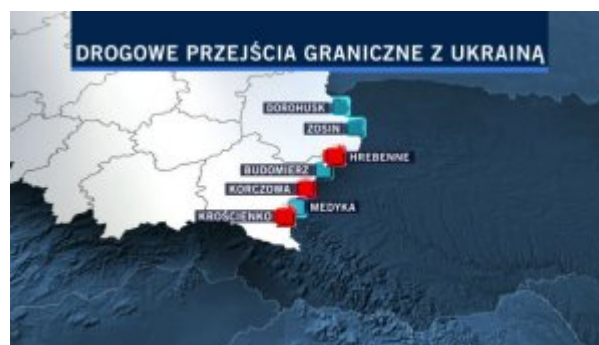 DROGOWE PRZEJŚCIA GRANICZNE Z UKRAINĄ
DOROHUSK
ZOSIN
HREBENNE
BUDOMIERZ
KORCZOWA
MEDYKA
KROŚCIENKO